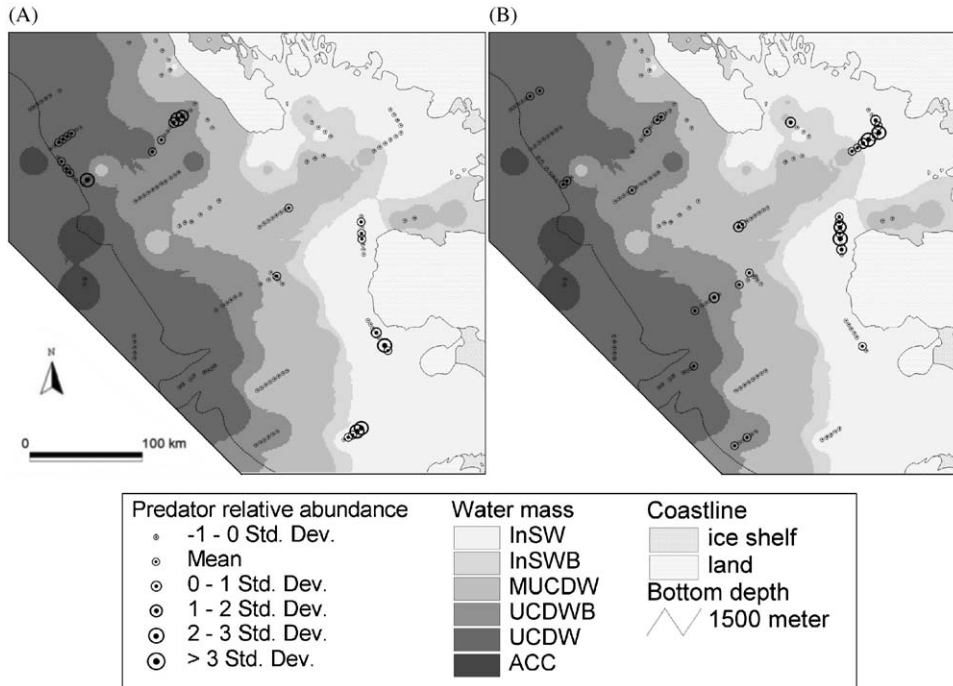 (A)
(B)
N
0 100 km
Predator relative abundance
-1 - 0 Std. Dev.
Mean
0 - 1 Std. Dev.
1 - 2 Std. Dev.
2 - 3 Std. Dev.
> 3 Std. Dev.
Water mass
InSW
InSWB
MUCDW
UCDWB
UCDW
ACC
Coastline
ice shelf
land
Bottom depth
1500 meter